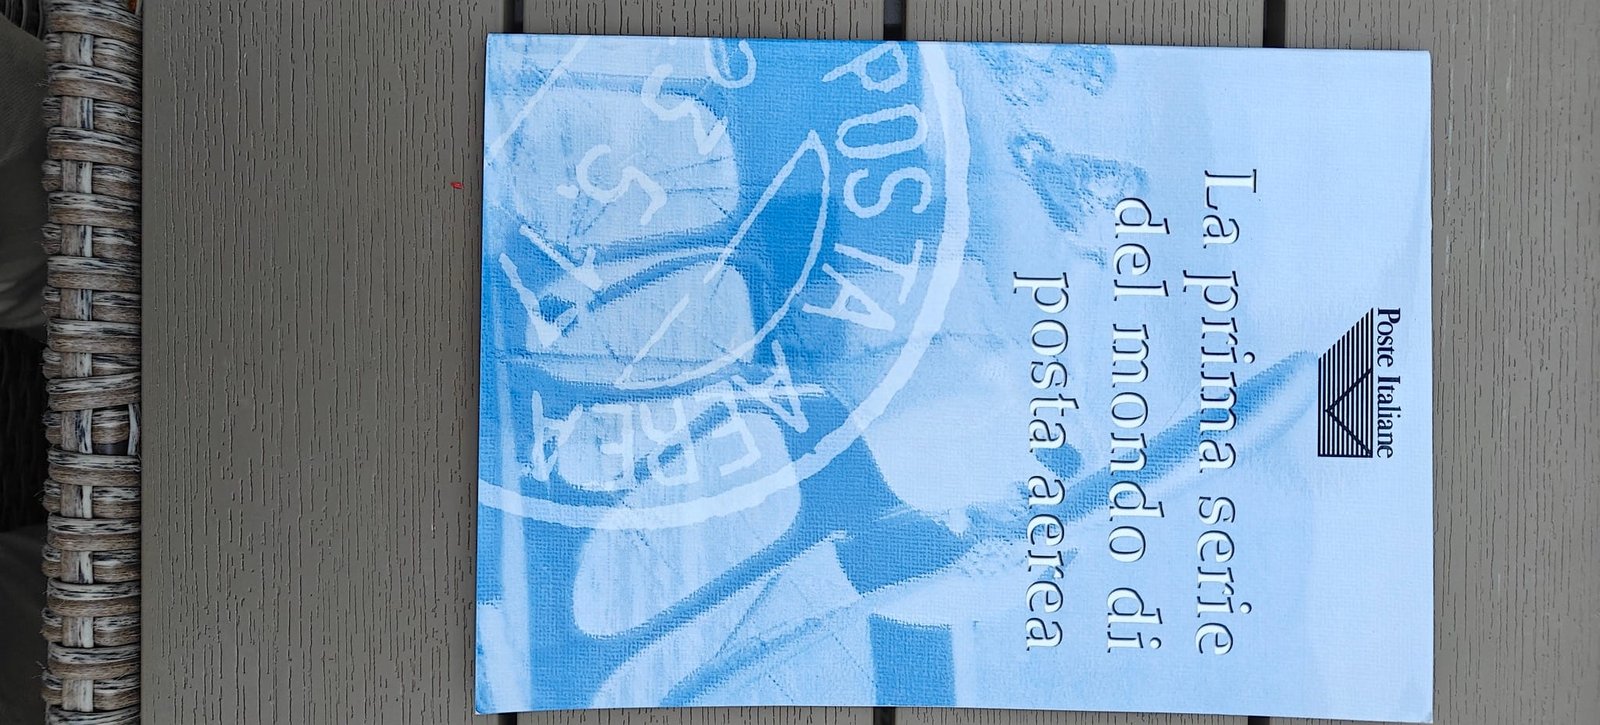 Poste Italiane
La prima serie
del mondo di
posta aerea
POSTA AEREA